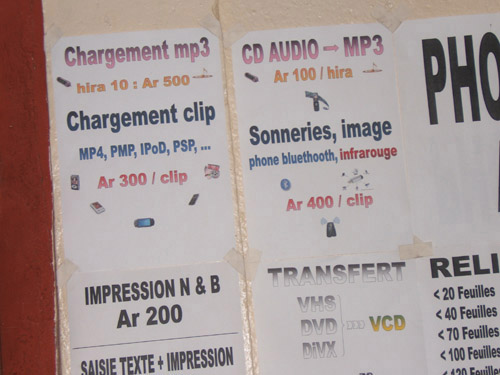 Chargement mp3
hira 10 : Ar 500
Chargement clip
MP4, PMP, IPoD, PSP, ...
Ar 300 / clip
CD AUDIO → MP3
Ar 100 / hira
Sonneries, image
phone bluethooth, infrarouge
Ar 400 / clip
PHO
IMPRESSION N & B
Ar 200
SAISIE TEXTE + IMPRESSION
TRANSFERT
VHS
DVD
DivX
VCD
RELI
< 20 Feuilles
< 40 Feuilles
< 70 Feuilles
< 100 Feuilles
< 120 Feuilles